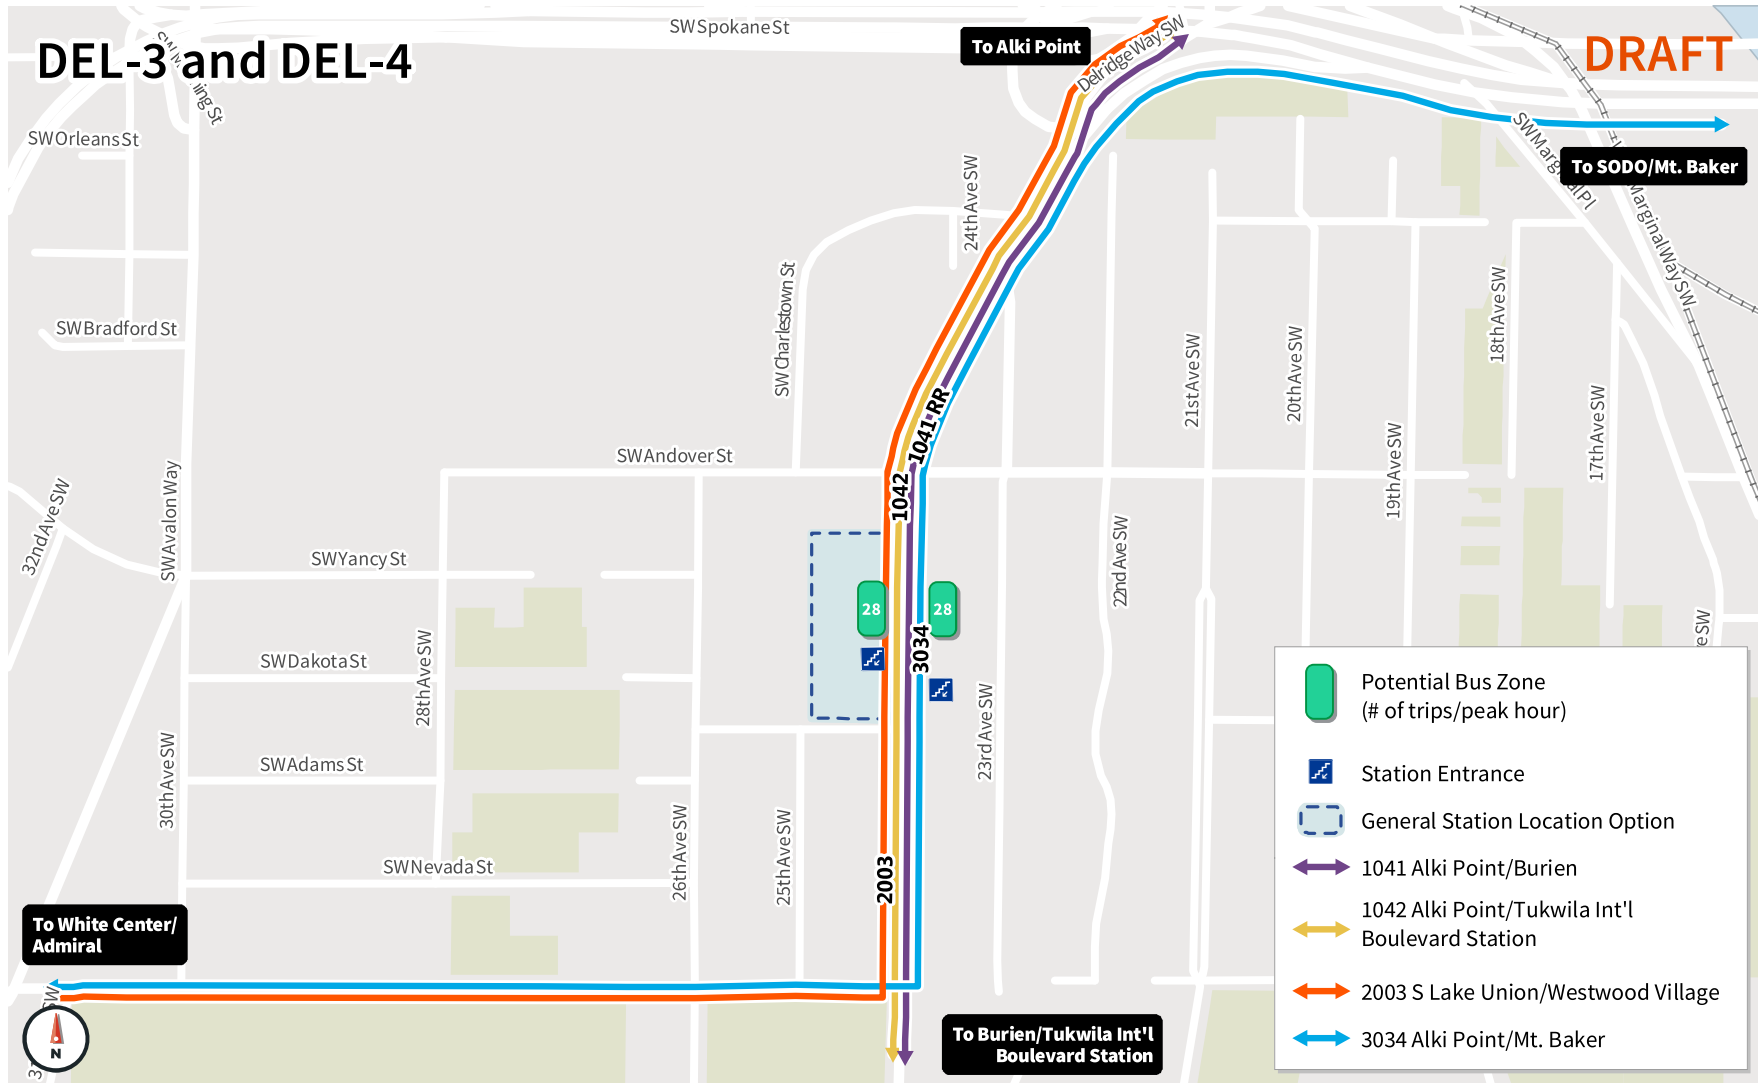 DEL-3 and DEL-4
DRAFT
SW Spokane St
To Alki Point
Delridge Way SW
SW Orleans St
To SODO/Mt. Baker
24th Ave SW
Marginal Way SW
SW Charlestown St
SW Bradford St
18th Ave SW
21st Ave SW
20th Ave SW
17th Ave SW
19th Ave SW
1041 RR
SW Andover St
1042
32nd Ave SW
SW Avalon Way
SW Yancy St
22nd Ave SW
28
28
3034
SW Dakota St
28th Ave SW
23rd Ave SW
30th Ave SW
SW Adams St
26th Ave SW
25th Ave SW
SW Nevada St
2003
To White Center/
Admiral
SW
N
To Burien/Tukwila Int'l
Boulevard Station
Potential Bus Zone
(# of trips/peak hour)
Station Entrance
General Station Location Option
1041 Alki Point/Burien
1042 Alki Point/Tukwila Int'l
Boulevard Station
2003 S Lake Union/Westwood Village
3034 Alki Point/Mt. Baker